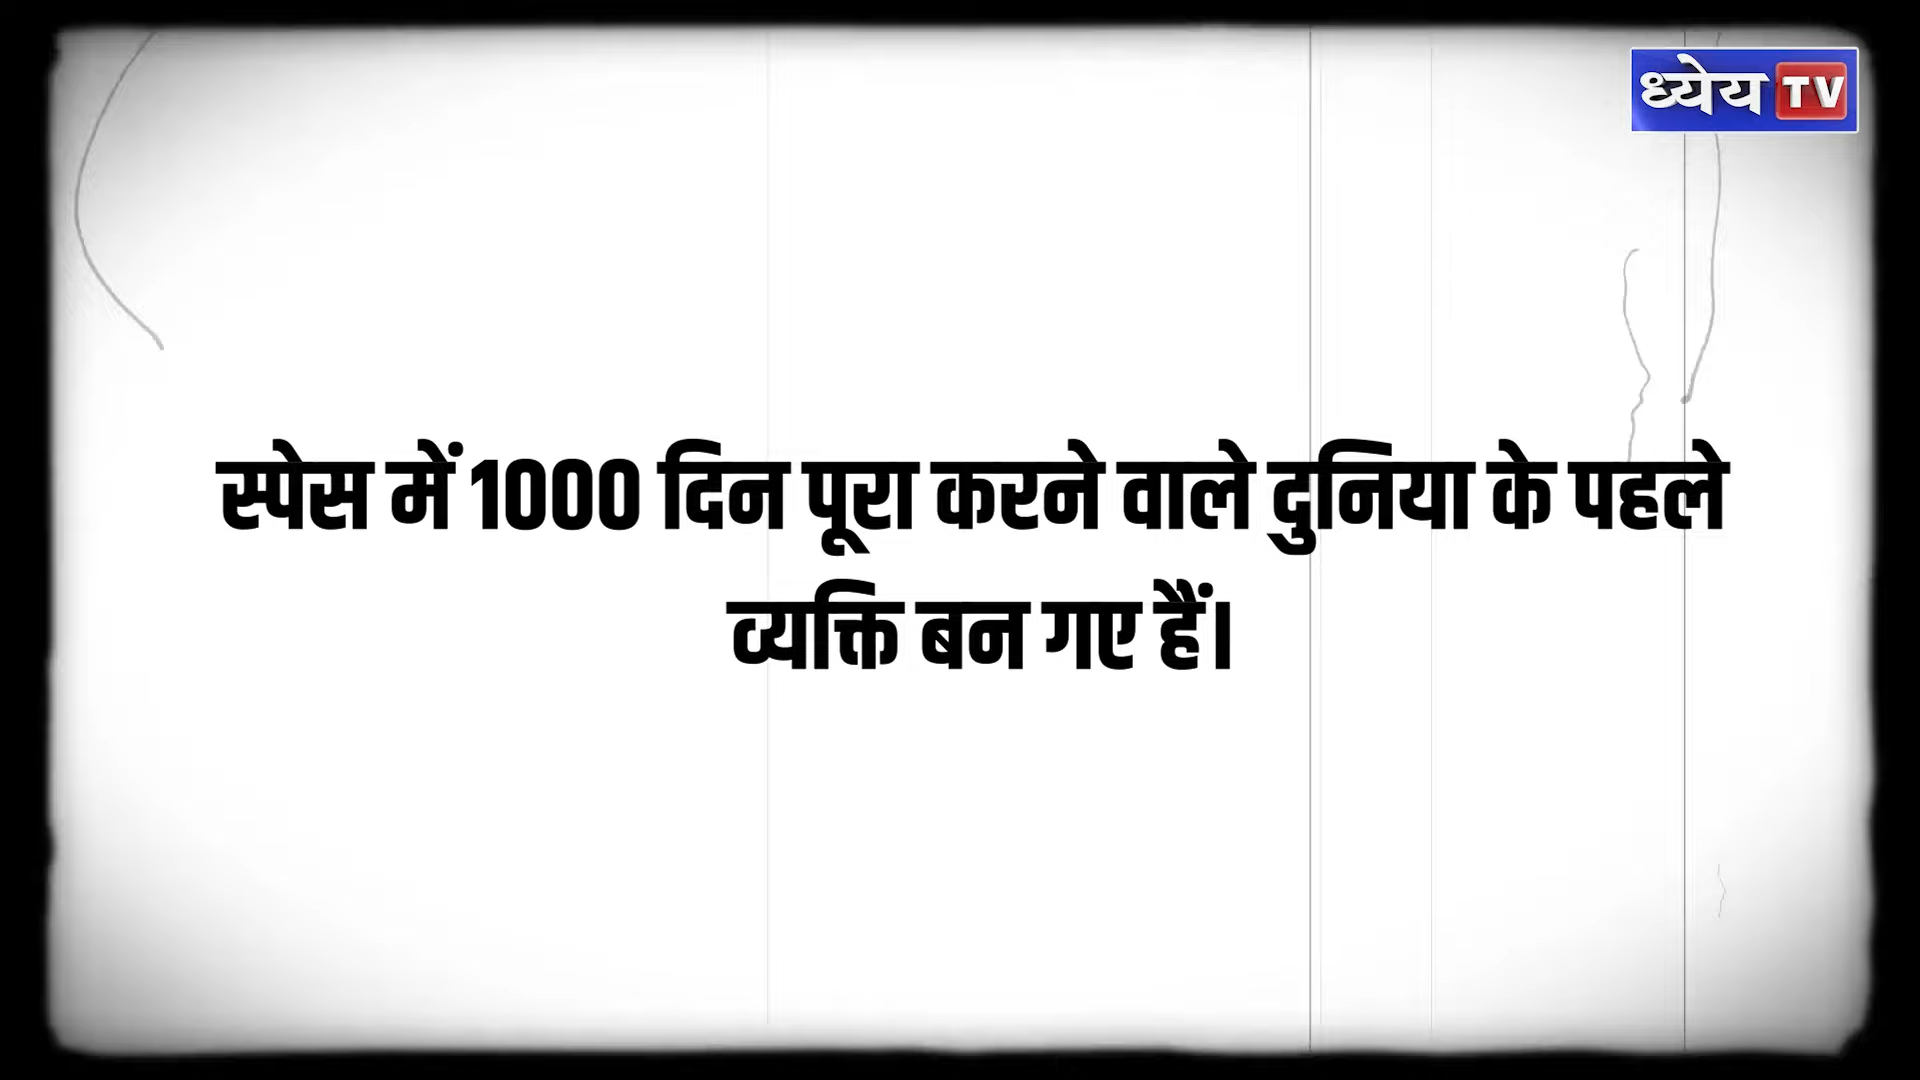 ध्येय TV
स्पेस में 1000 दिन पूरा करने वाले दुनिया के पहले
व्यक्ति बन गए हैं।